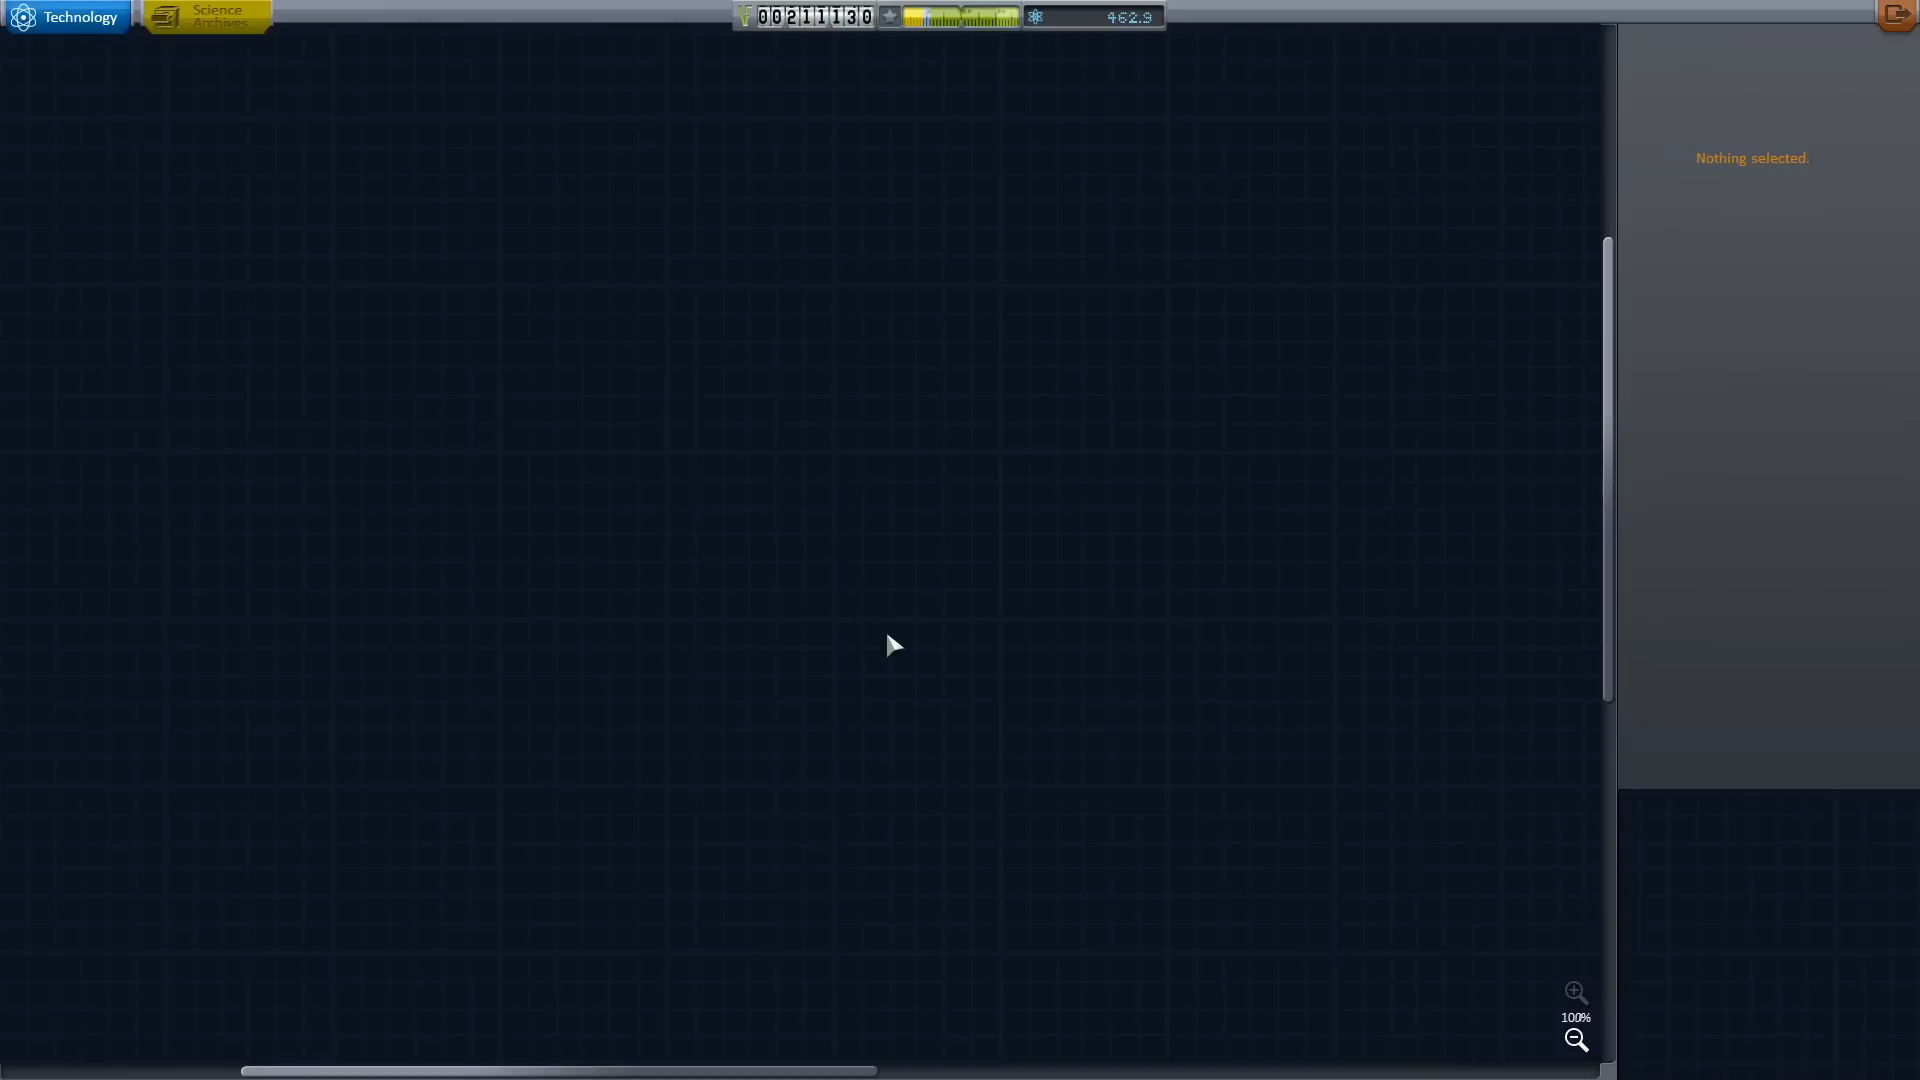 Technology
Science
Archives
00211130
462.9
Nothing selected.
100%